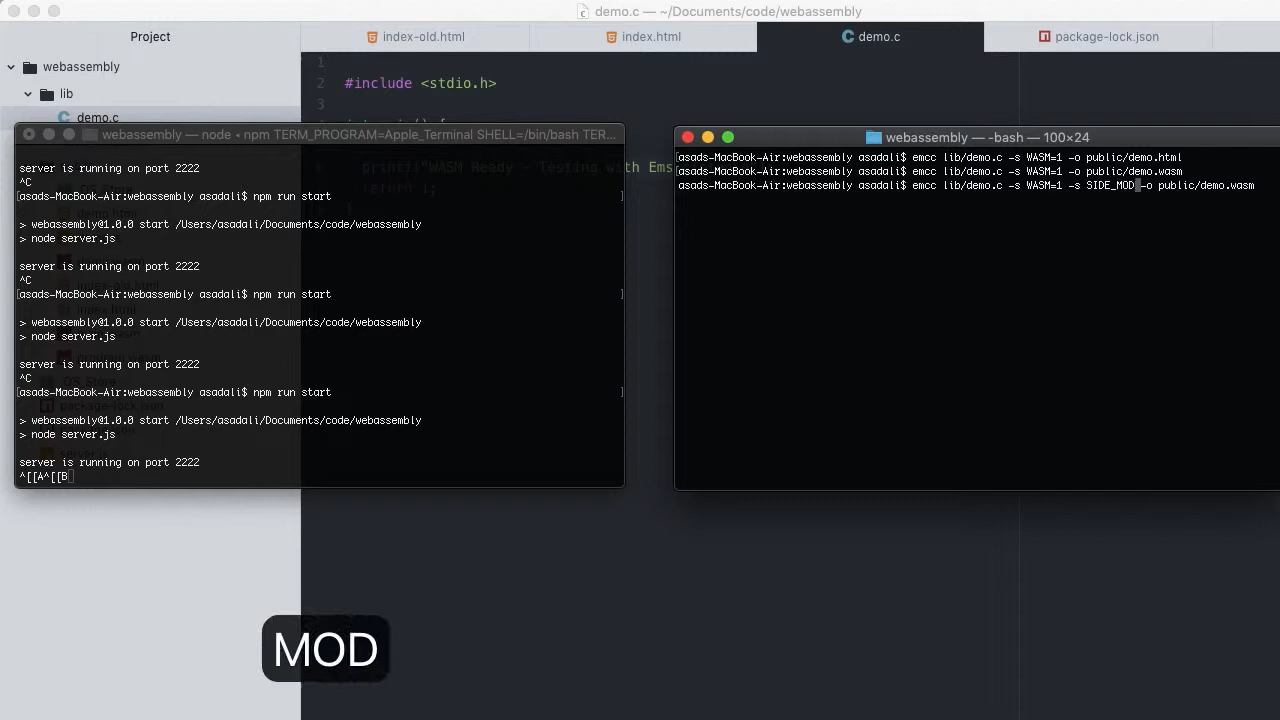 demo.c — ~/Documents/code/webassembly
Project
index-old.html
index.html
demo.c
package-lock.json
webassembly
lib
demo.c
1
2 #include <stdio.h>
3
webassembly — node ◂ npm TERM_PROGRAM=Apple_Terminal SHELL=/bin/bash TER...
server is running on port 2222
^C
[asads-MacBook-Air:webassembly asadali$ npm run start ]
> webassembly@1.0.0 start /Users/asadali/Documents/code/webassembly
> node server.js
server is running on port 2222
^C
[asads-MacBook-Air:webassembly asadali$ npm run start ]
> webassembly@1.0.0 start /Users/asadali/Documents/code/webassembly
> node server.js
server is running on port 2222
^C
[asads-MacBook-Air:webassembly asadali$ npm run start ]
> webassembly@1.0.0 start /Users/asadali/Documents/code/webassembly
> node server.js
server is running on port 2222
^[[A^[[B
printf("WASM Ready - Testing with Ems
return 1;
webassembly — -bash — 100×24
[asads-MacBook-Air:webassembly asadali$ emcc lib/demo.c -s WASM=1 -o public/demo.html
[asads-MacBook-Air:webassembly asadali$ emcc lib/demo.c -s WASM=1 -o public/demo.wasm
asads-MacBook-Air:webassembly asadali$ emcc lib/demo.c -s WASM=1 -s SIDE_MOD -o public/demo.wasm
MOD